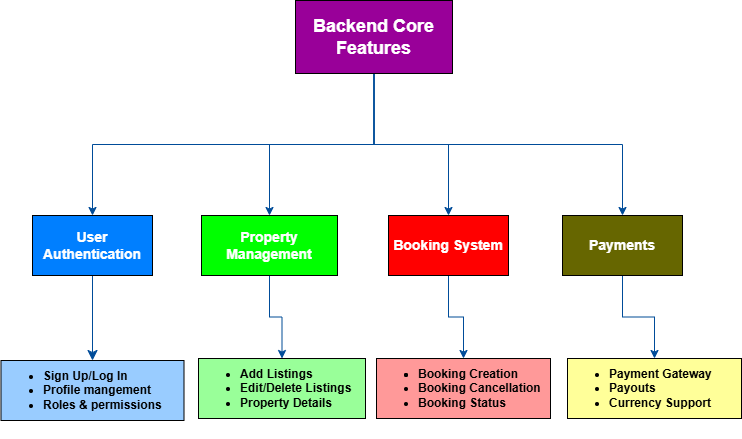 Backend Core
Features
User
Authentication
Property
Management
Booking System
Payments
• Sign Up/Log In
• Profile mangement
• Roles & permissions
• Add Listings
• Edit/Delete Listings
• Property Details
• Booking Creation
• Booking Cancellation
• Booking Status
• Payment Gateway
• Payouts
• Currency Support